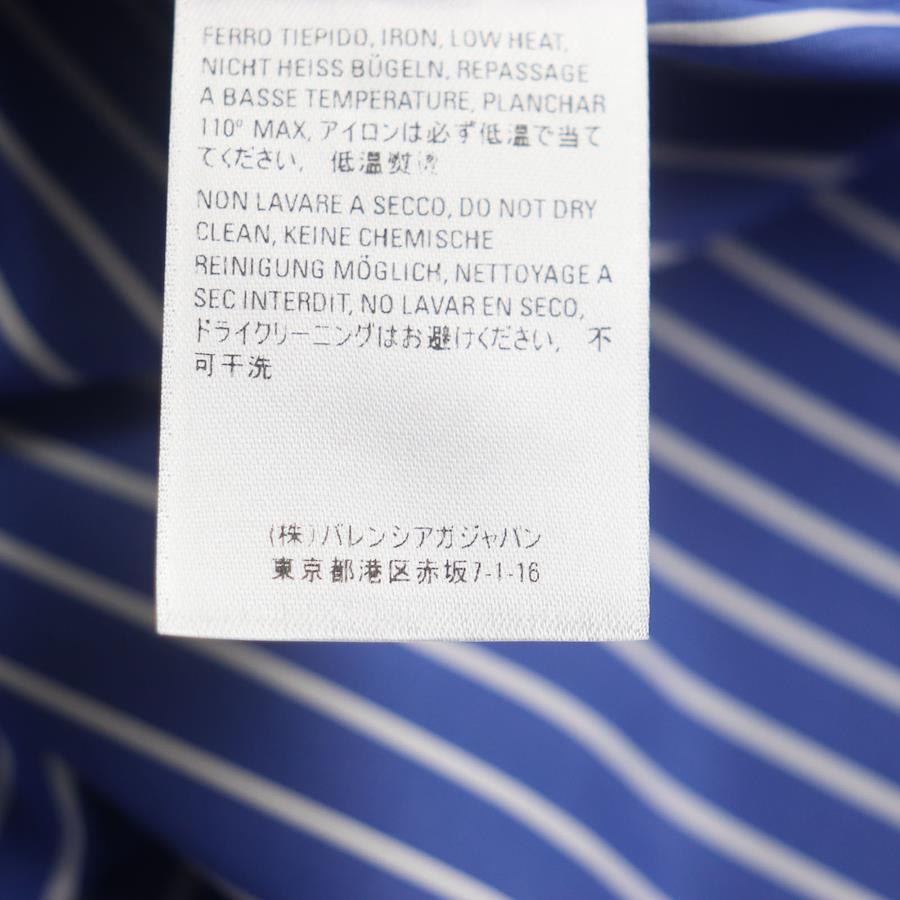 FERRO TIEPIDO, IRON, LOW HEAT,
NICHT HEISS BÜGELN, REPASSAGE
A BASSE TEMPERATURE, PLANCHAR
110º MAX, アイロンは必ず低温で当て
てください, 低温熨烫
NON LAVARE A SECCO, DO NOT DRY
CLEAN, KEINE CHEMISCHE
REINIGUNG MÖGLICH, NETTOYAGE A
SEC INTERDIT, NO LAVAR EN SECO,
ドライクリーニングはお避けください, 不
可干洗
(株)バレンシアガジャパン
東京都港区赤坂7-1-16